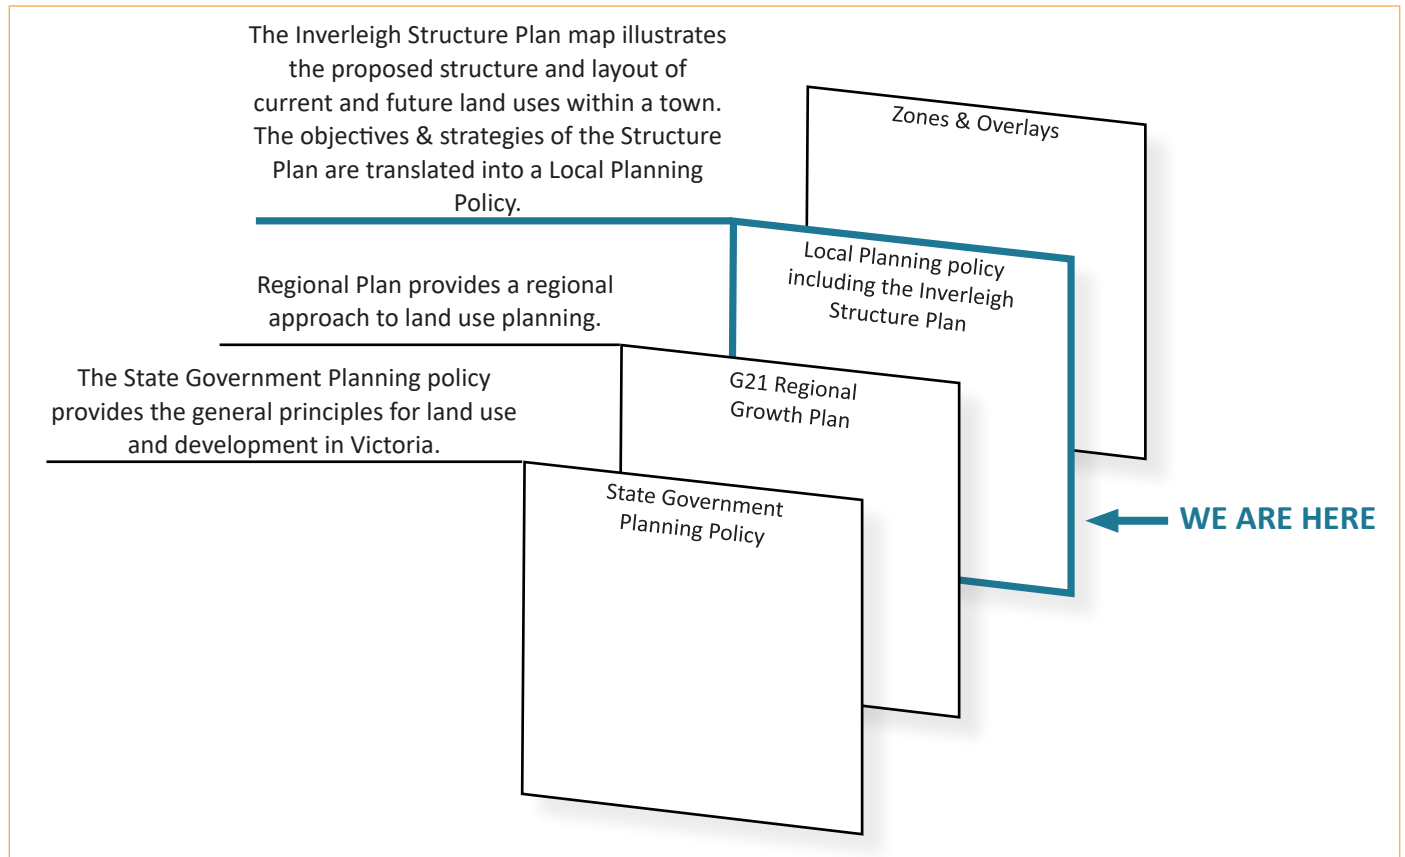 The Inverleigh Structure Plan map illustrates
the proposed structure and layout of
current and future land uses within a town.
The objectives & strategies of the Structure
Plan are translated into a Local Planning
Policy.
Zones & Overlays
Local Planning policy
including the Inverleigh
Structure Plan
Regional Plan provides a regional
approach to land use planning.
G21 Regional
Growth Plan
The State Government Planning policy
provides the general principles for land use
and development in Victoria.
State Government
Planning Policy
WE ARE HERE